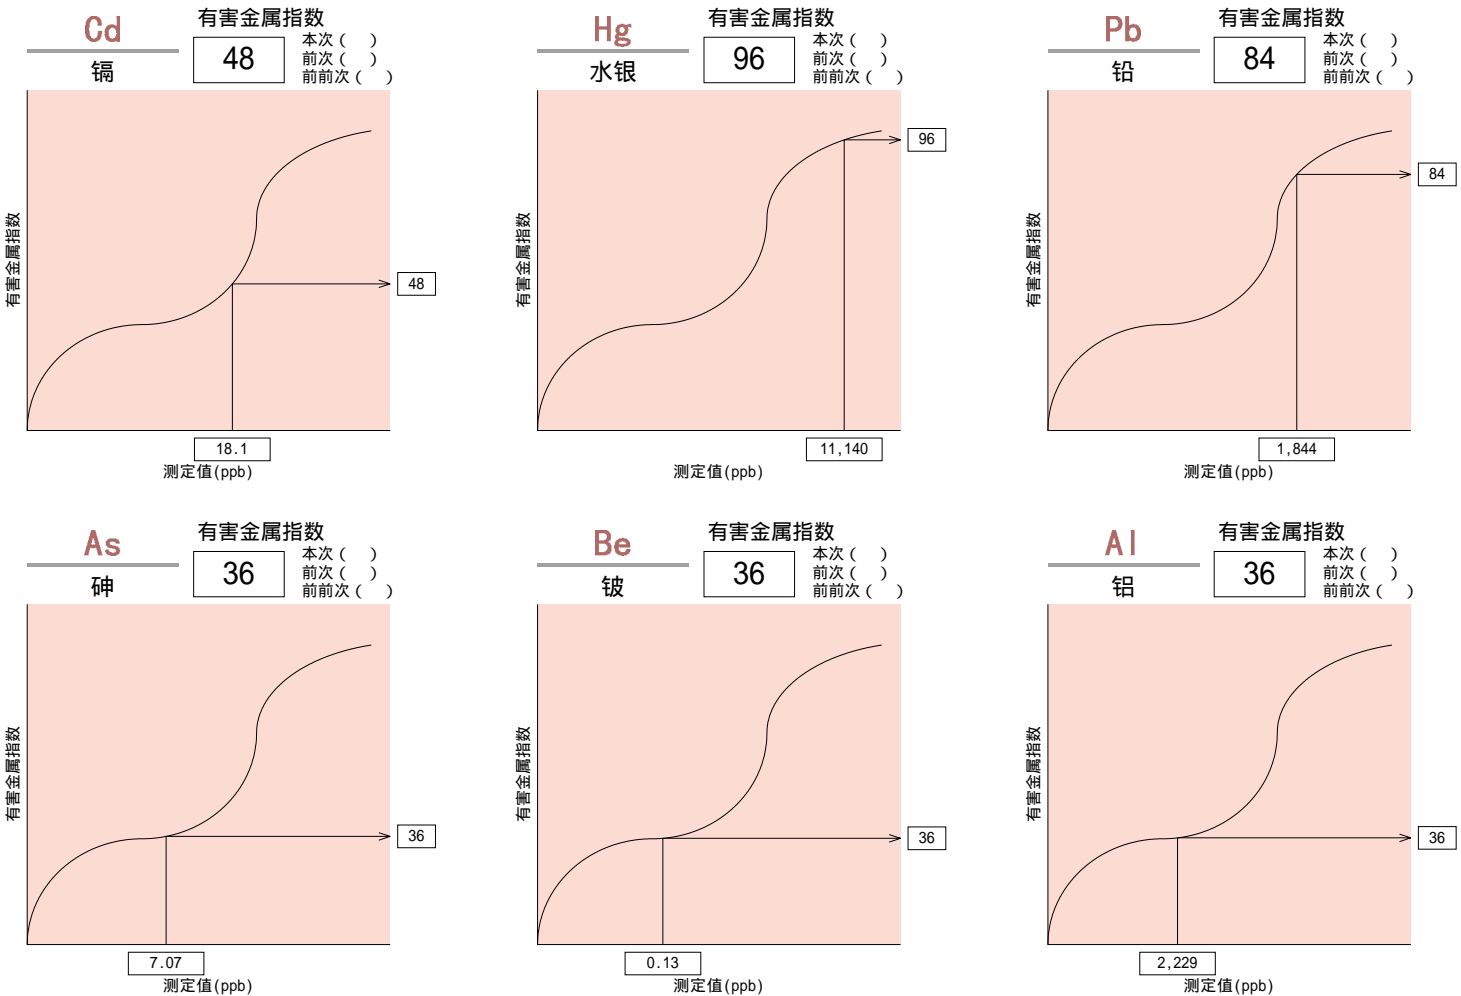 Cd
镉
有害金属指数
48
本次 (    )
前次 (    )
前前次 (    )
有害金属指数
48
18.1
测定值(ppb)
Hg
水银
有害金属指数
96
本次 (    )
前次 (    )
前前次 (    )
有害金属指数
96
11,140
测定值(ppb)
Pb
铅
有害金属指数
84
本次 (    )
前次 (    )
前前次 (    )
有害金属指数
84
1,844
测定值(ppb)
As
砷
有害金属指数
36
本次 (    )
前次 (    )
前前次 (    )
有害金属指数
36
7.07
测定值(ppb)
Be
铍
有害金属指数
36
本次 (    )
前次 (    )
前前次 (    )
有害金属指数
36
0.13
测定值(ppb)
Al
铝
有害金属指数
36
本次 (    )
前次 (    )
前前次 (    )
有害金属指数
36
2,229
测定值(ppb)